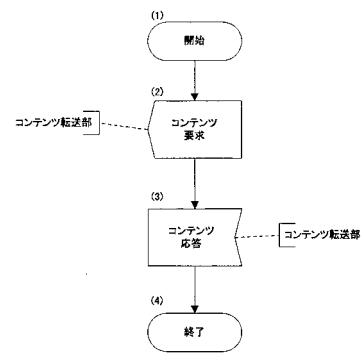 (1)
開始
(2)
コンテンツ転送部
コンテンツ
要求
(3)
コンテンツ
応答
コンテンツ転送部
(4)
終了